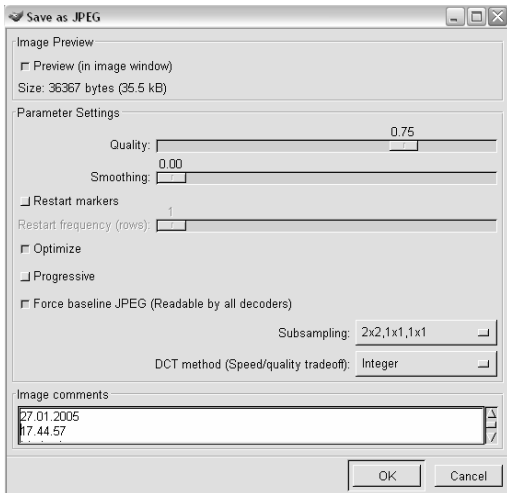 Save as JPEG
Image Preview
Preview (in image window)
Size: 36367 bytes (35.5 kB)
Parameter Settings
0.75
Quality:
0.00
Smoothing:
Restart markers
1
Restart frequency (rows):
Optimize
Progressive
Force baseline JPEG (Readable by all decoders)
Subsampling: 2x2,1x1,1x1
DCT method (Speed/quality tradeoff): Integer
Image comments
27.01.2005
17.44.57
OK Cancel